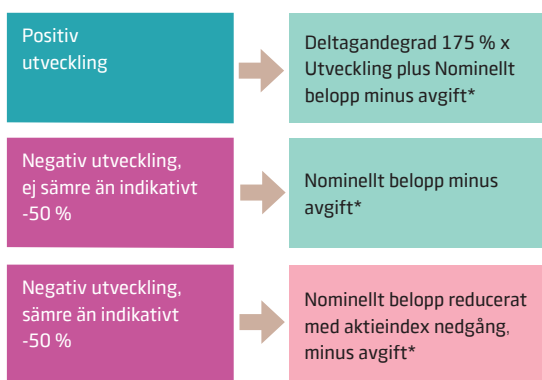 Positiv
utveckling
Deltagandegrad 175 % x
Utveckling plus Nominellt
belopp minus avgift*
Negativ utveckling,
ej sämre än indikativt
-50 %
Nominellt belopp minus
avgift*
Negativ utveckling,
sämre än indikativt
-50 %
Nominellt belopp reducerat
med aktieindex nedgång,
minus avgift*